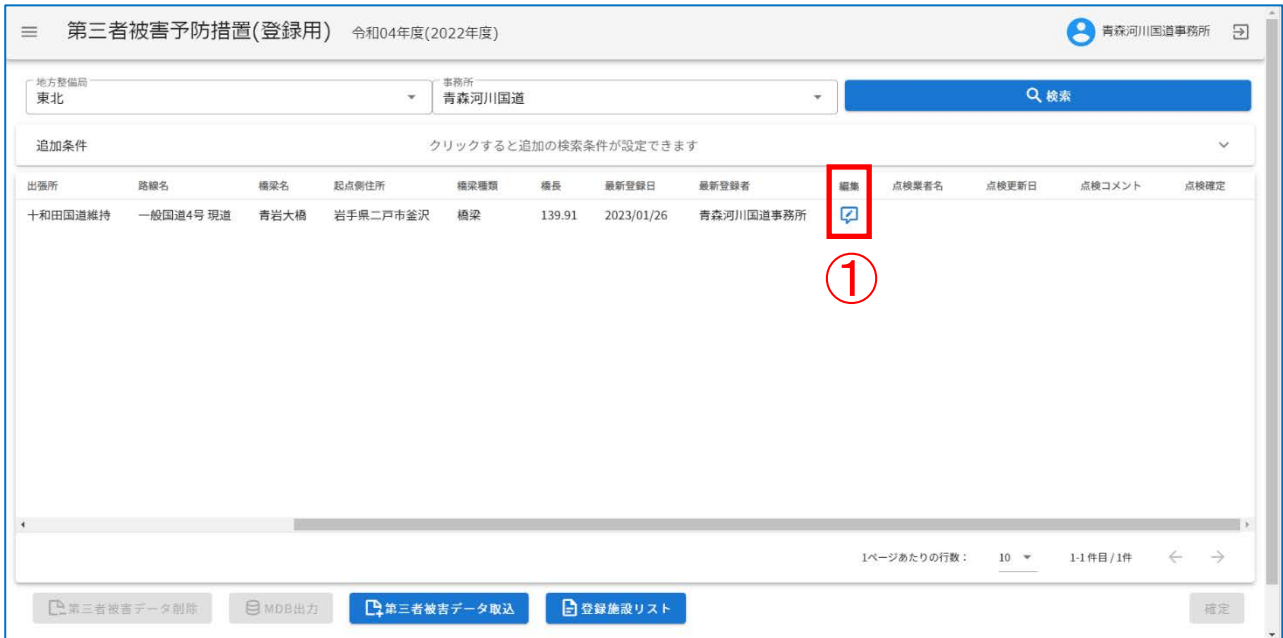 第三者被害予防措置(登録用) 令和04年度(2022年度) 青森河川国道事務所
地方整備局 事務所
東北 青森河川国道 検索
追加条件 クリックすると追加の検索条件が設定できます
出張所 路線名 橋梁名 起点側住所 橋梁種類 橋長 最新登録日 最新登録者 編集 点検業者名 点検更新日 点検コメント 点検確定
十和田国道維持 一般国道4号 現道 青岩大橋 岩手県二戸市釜沢 橋梁 139.91 2023/01/26 青森河川国道事務所
①
1ページあたりの行数： 10 1-1件目/1件
第三者被害データ削除 MDB出力 第三者被害データ取込 登録施設リスト 確定